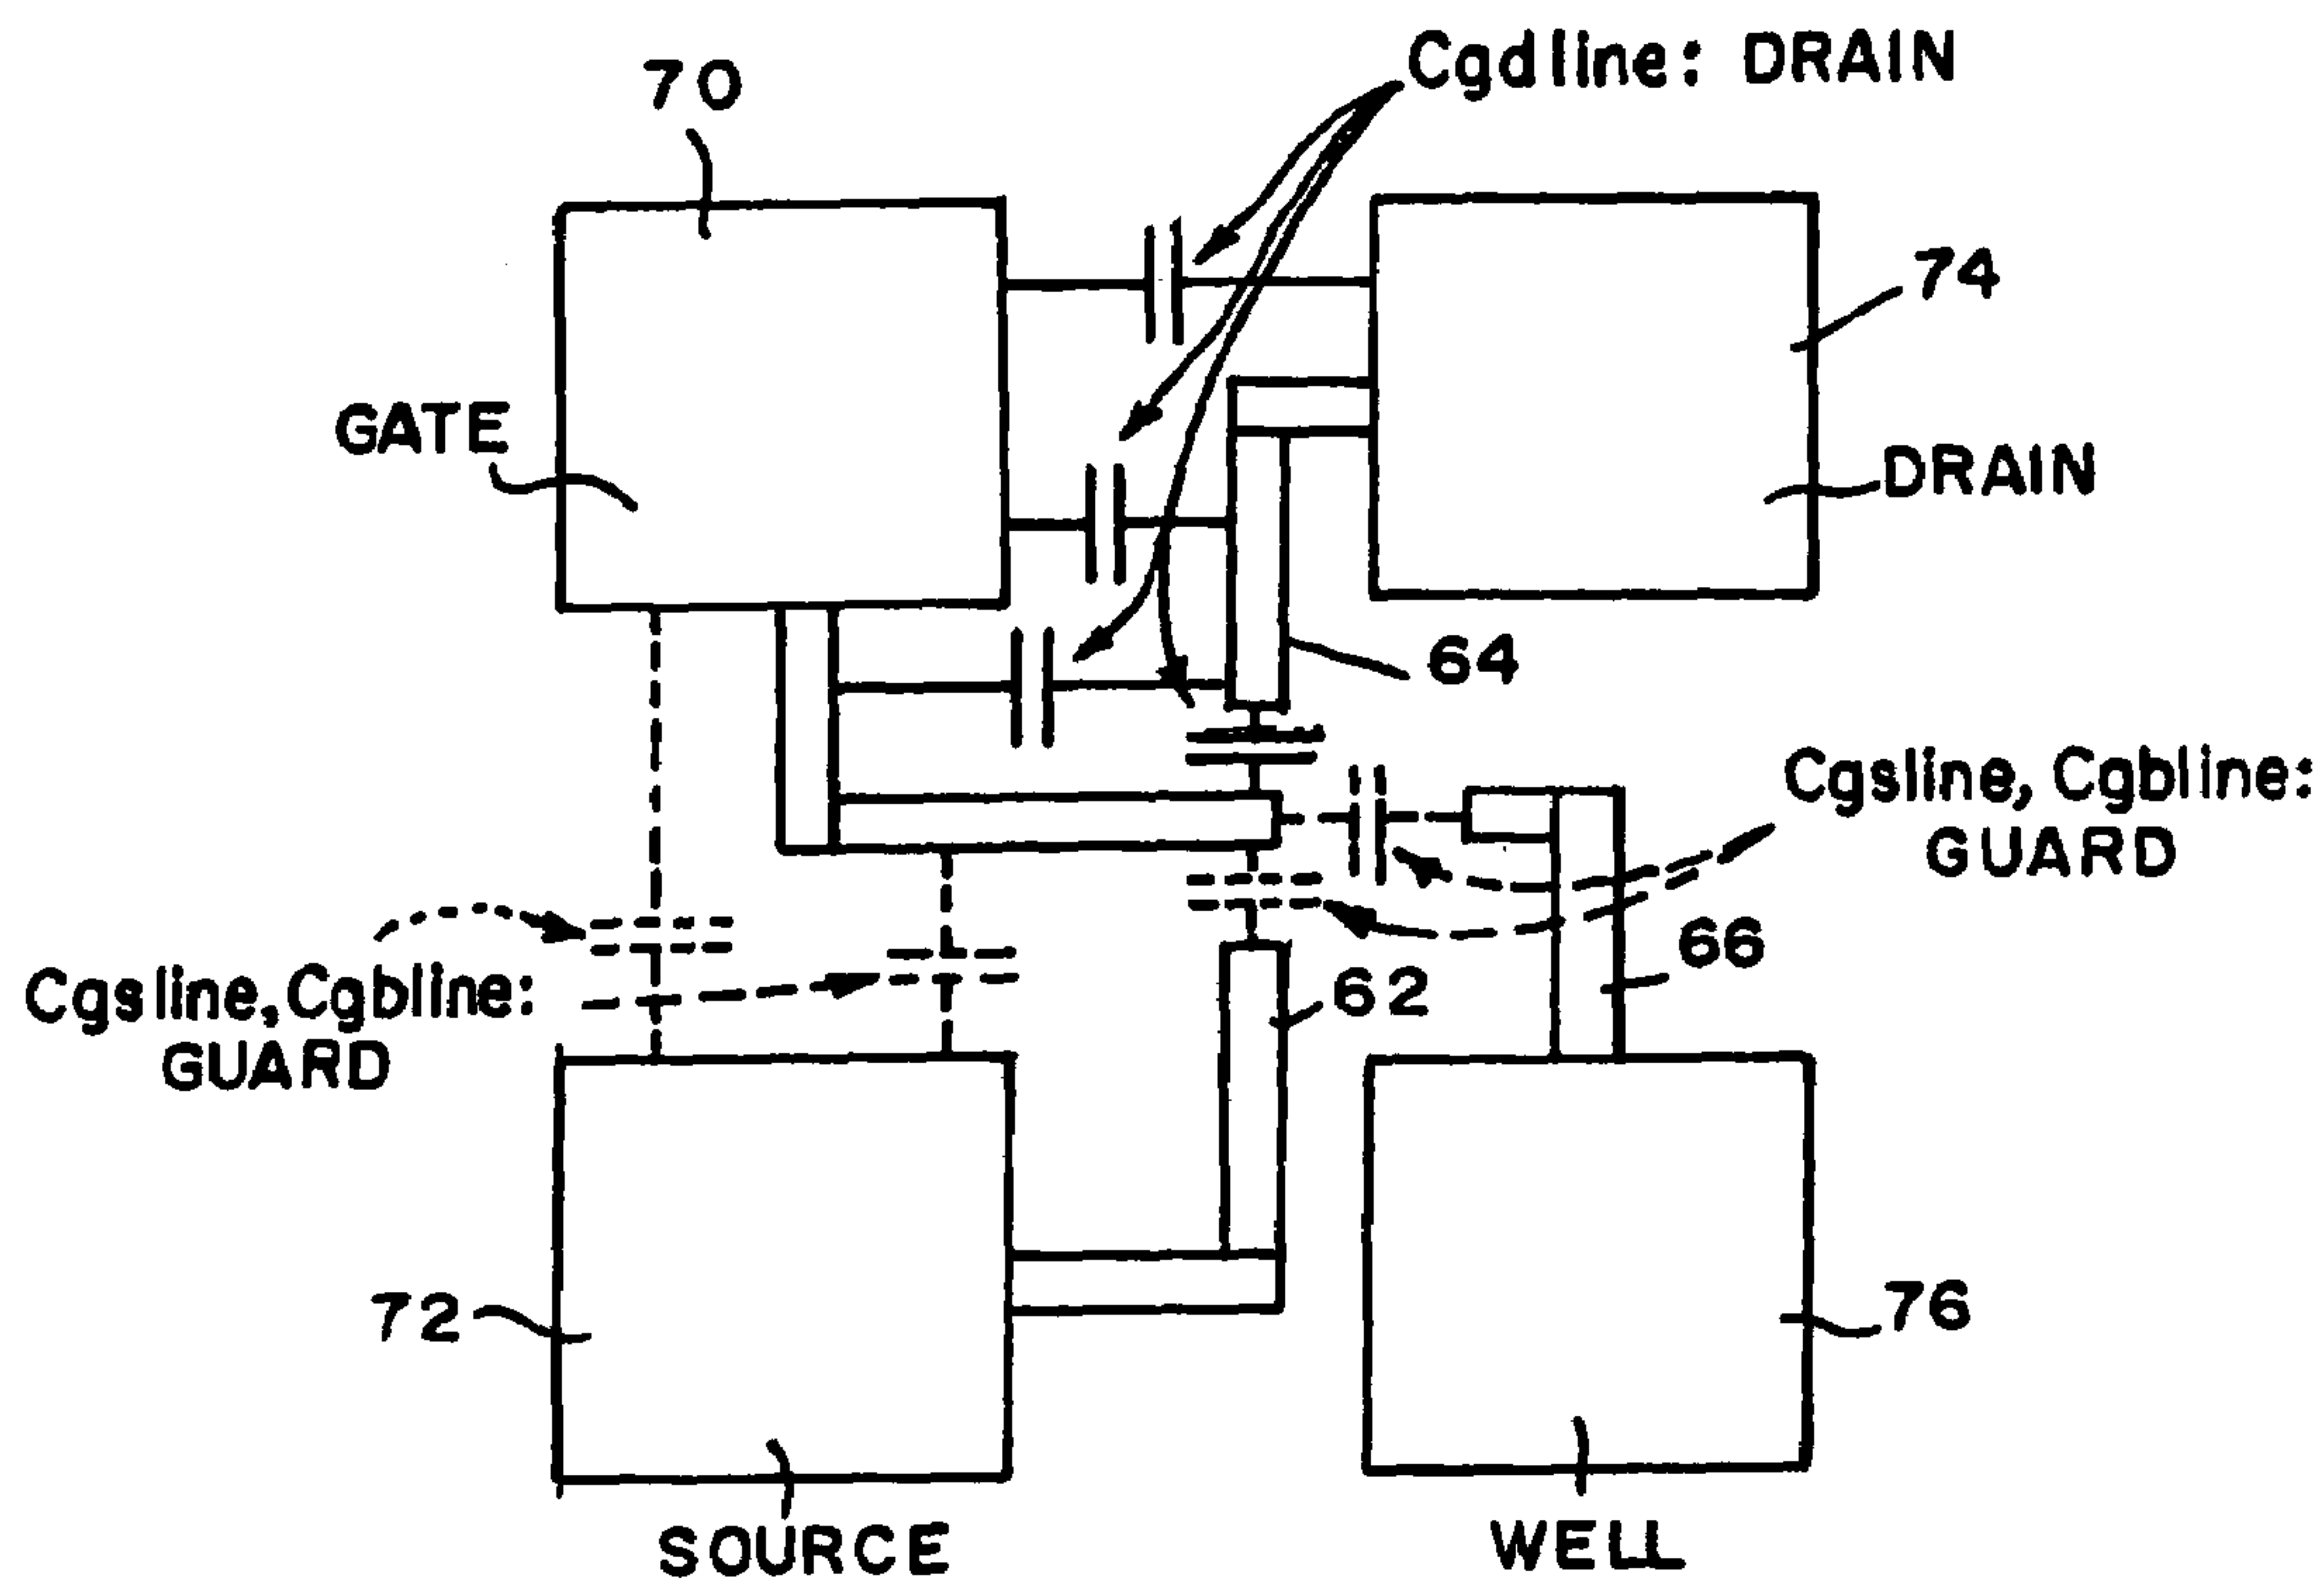 Cgdline: DRAIN
70
74
GATE
DRAIN
64
Cgsline, Cgbline:
GUARD
66
62
Cgsline, Cgbline:
GUARD
72
76
SOURCE
WELL